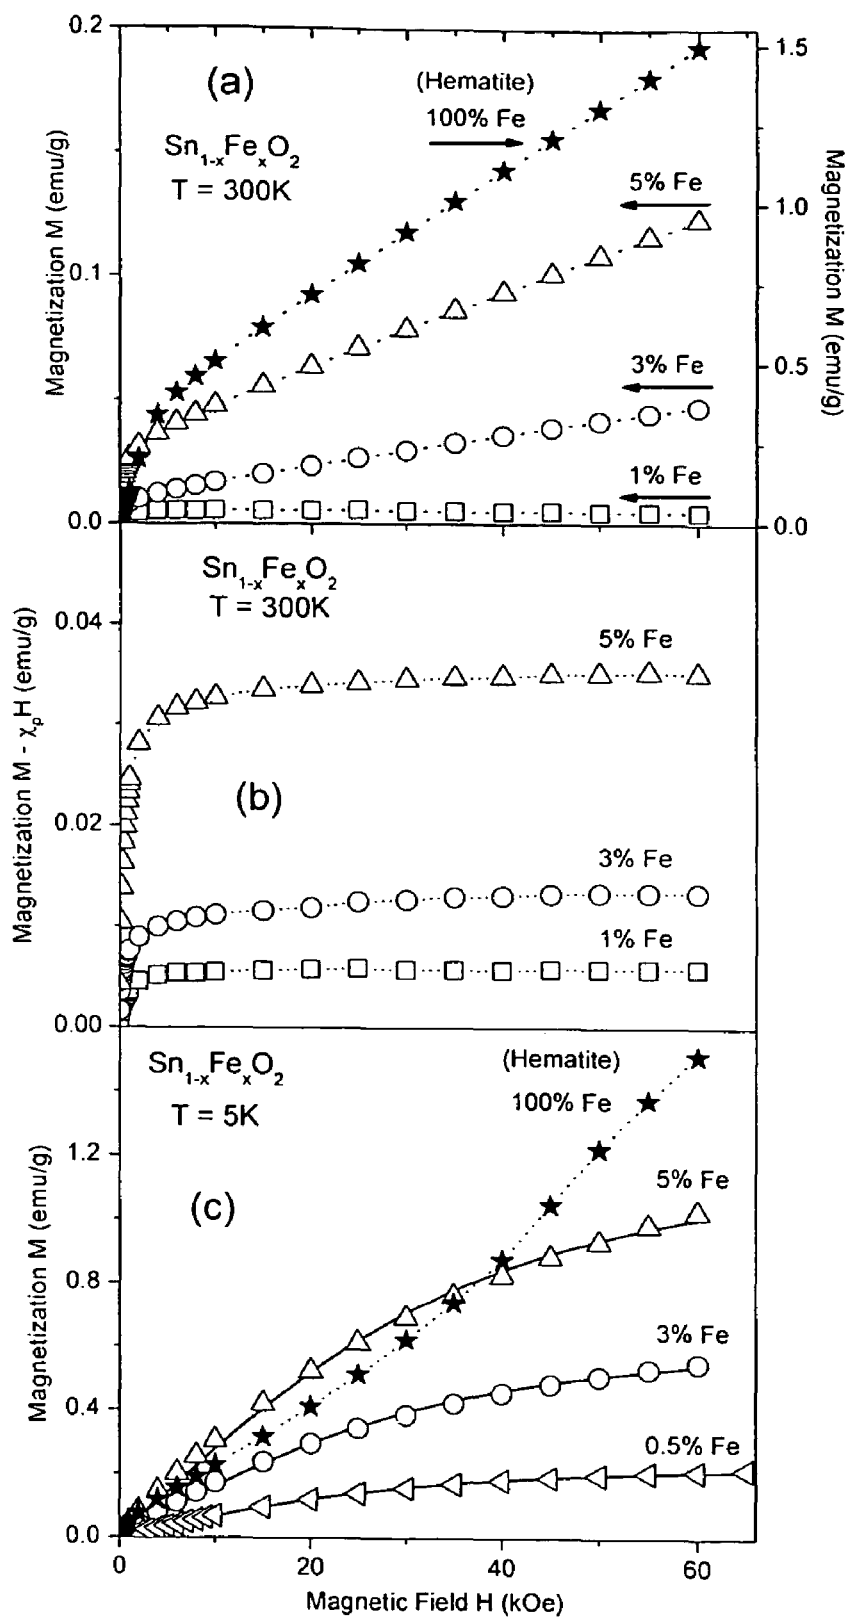 0.2
(a)
(Hematite)
100% Fe
1.5
Sn1-xFexO2
T = 300K
5% Fe
1.0
0.1
3% Fe
0.5
1% Fe
0.0
0.0
Magnetization M (emu/g)
Magnetization M (emu/g)
Sn1-xFexO2
T = 300K
0.04
5% Fe
(b)
0.02
3% Fe
1% Fe
0.00
Magnetization M - χpH (emu/g)
Sn1-xFexO2
T = 5K
(Hematite)
100% Fe
1.2
5% Fe
(c)
0.8
3% Fe
0.4
0.5% Fe
0.0
Magnetization M (emu/g)
0 20 40 60
Magnetic Field H (kOe)